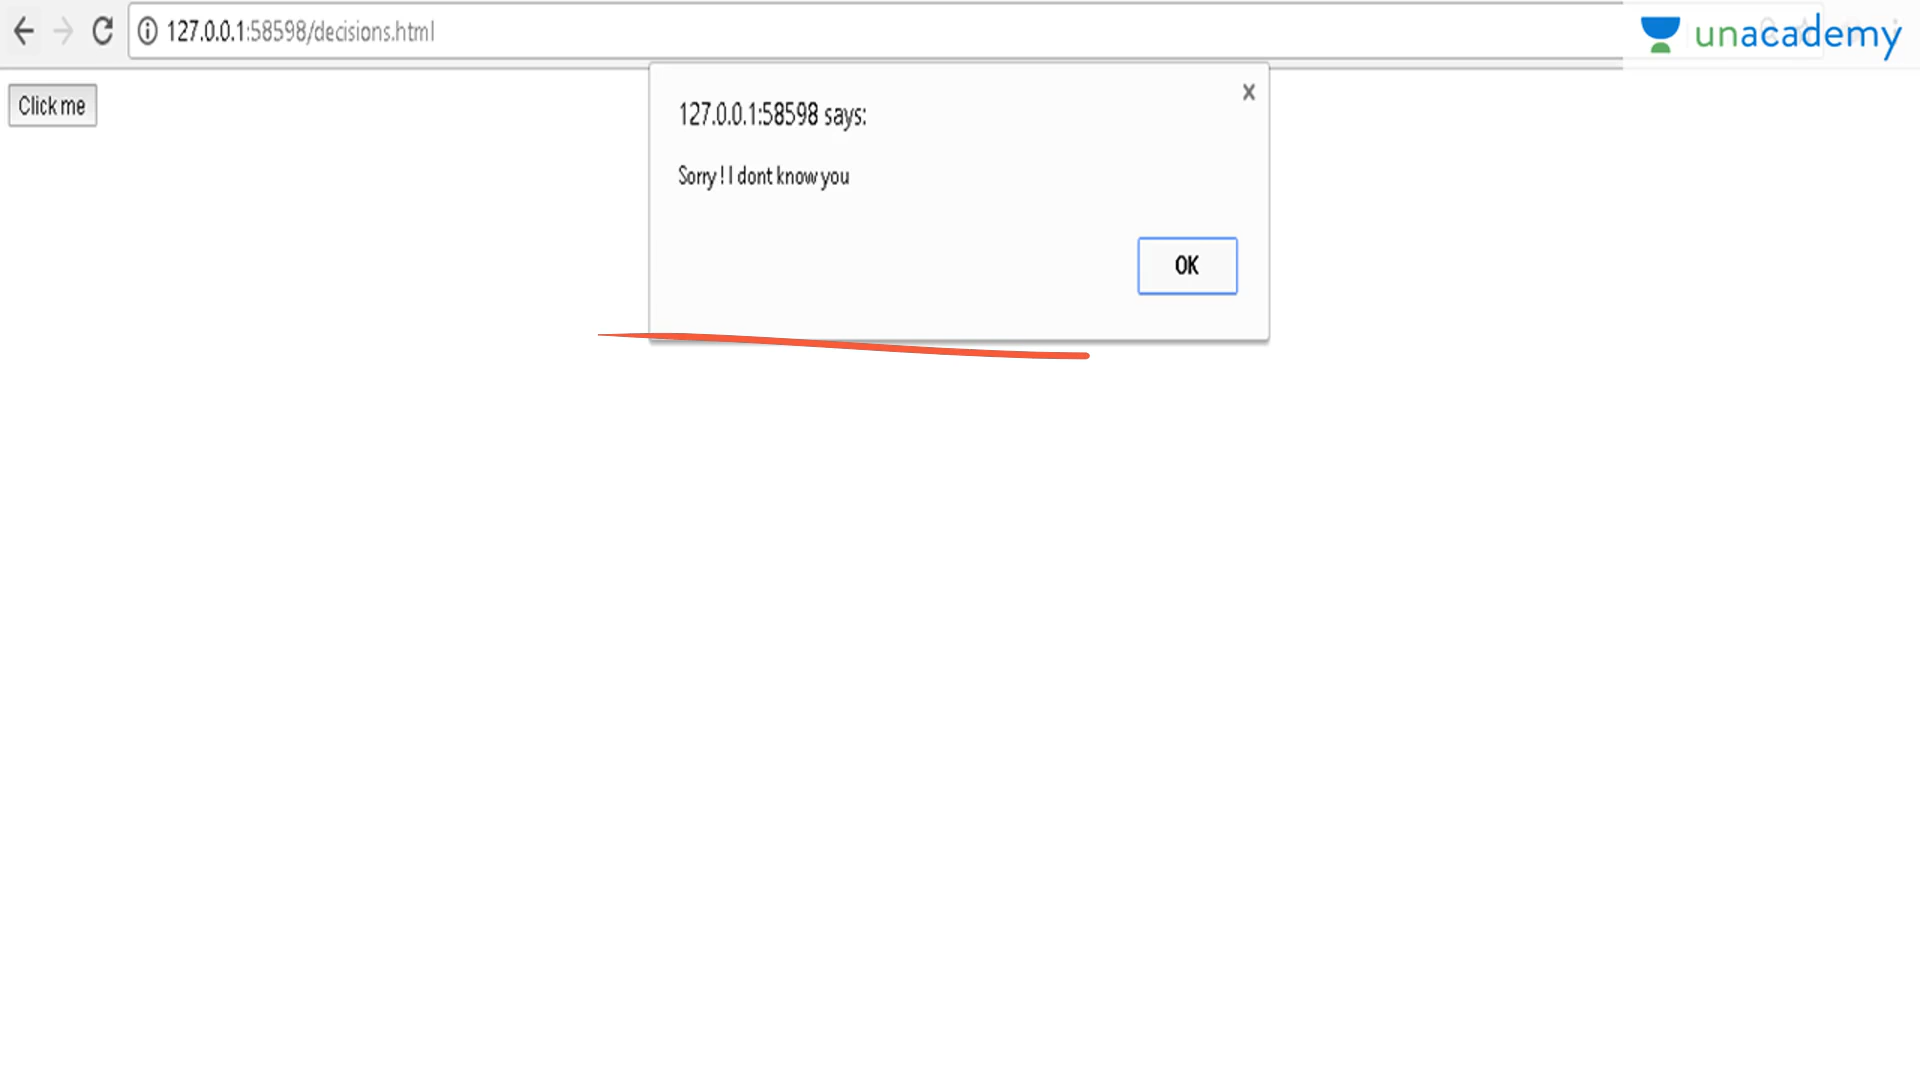 127.0.0.1:58598/decisions.html
unacademy
Click me
x
127.0.0.1:58598 says:
Sorry ! I dont know you
OK